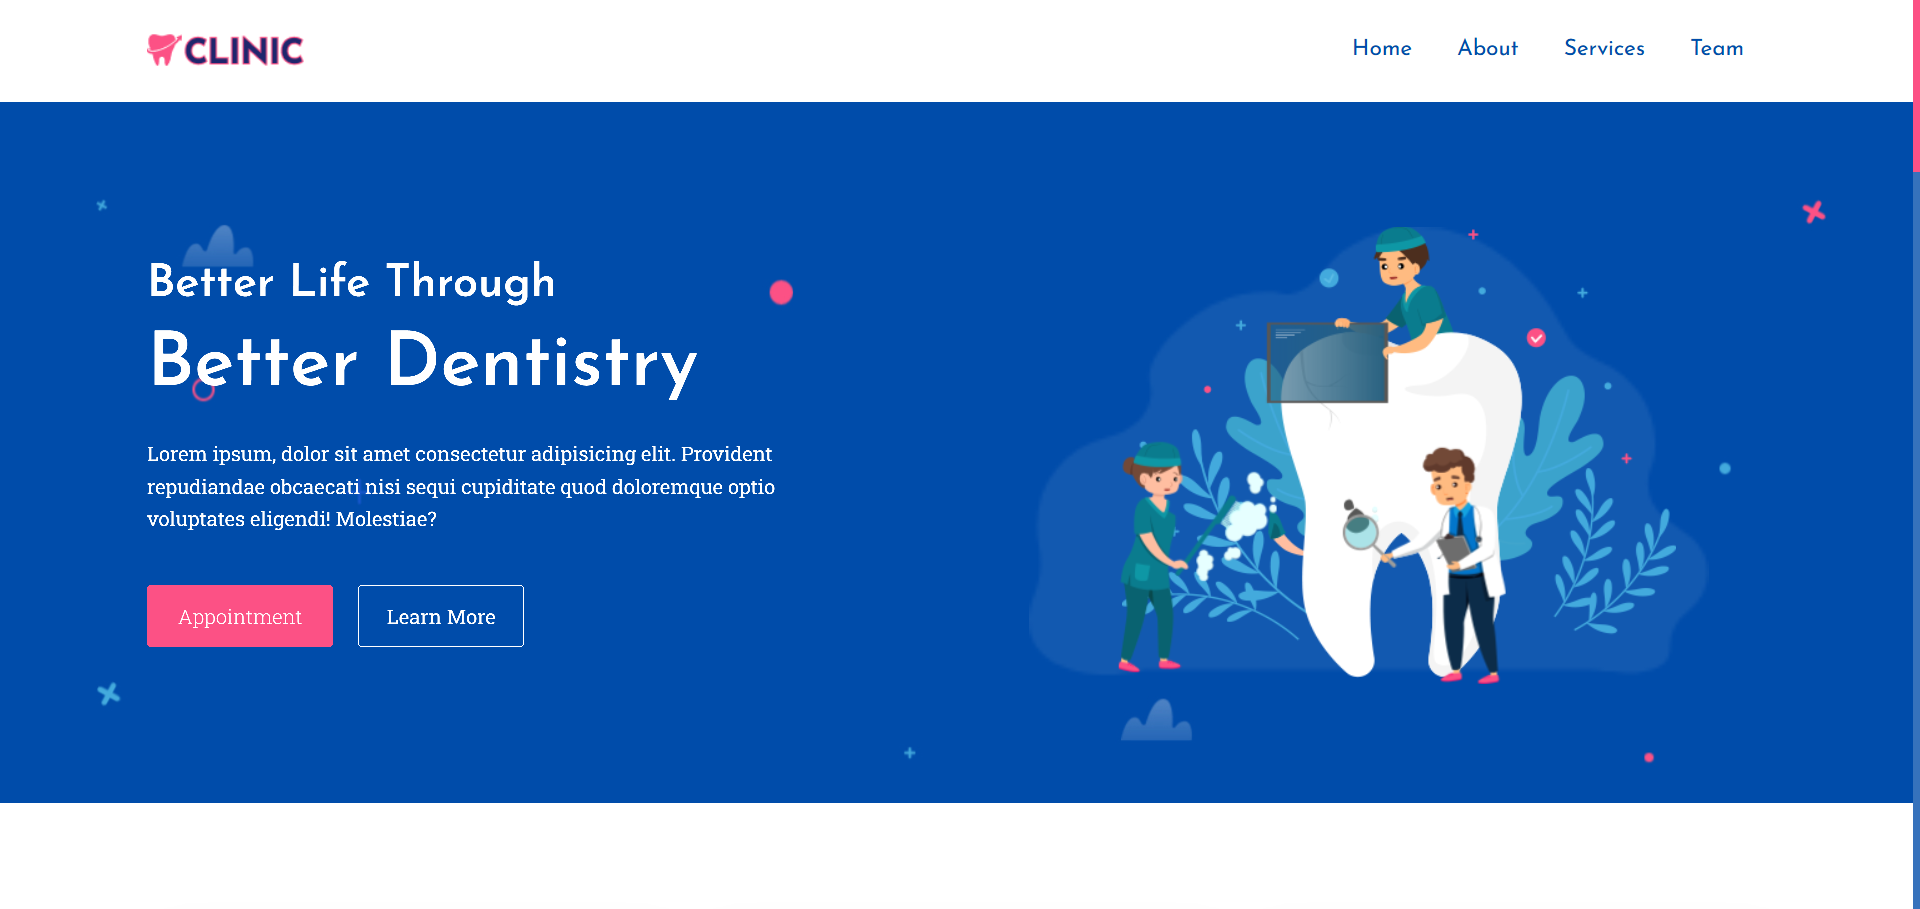 CLINIC
Home About Services Team
Better Life Through
Better Dentistry
Lorem ipsum, dolor sit amet consectetur adipisicing elit. Provident
repudiandae obcaecati nisi sequi cupiditate quod doloremque optio
voluptates eligendi! Molestiae?
Appointment Learn More